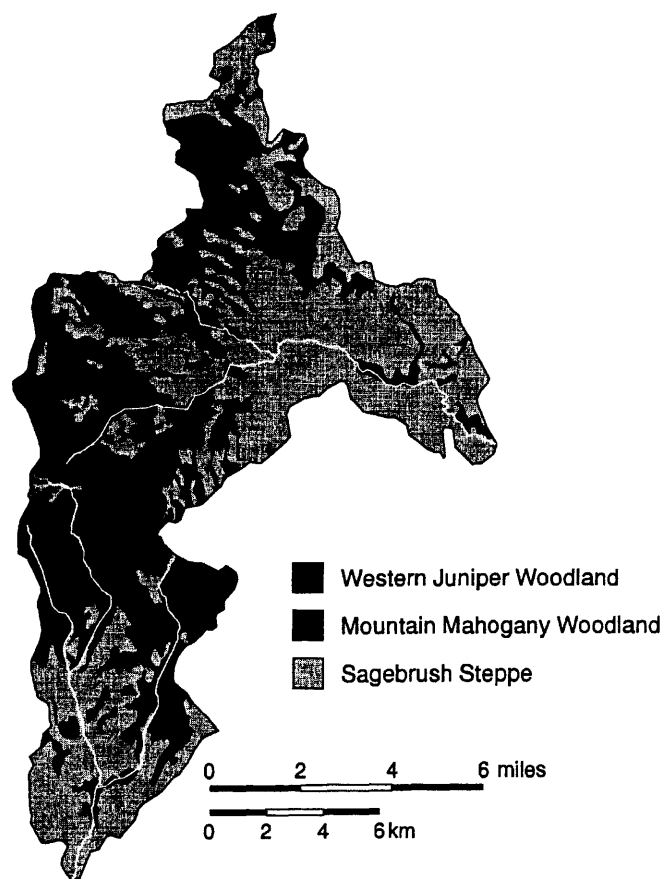 Western Juniper Woodland
Mountain Mahogany Woodland
Sagebrush Steppe
0 2 4 6 miles
0 2 4 6 km